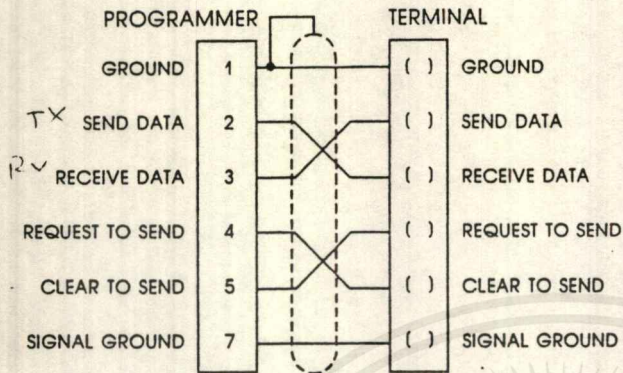 PROGRAMMER TERMINAL
GROUND 1 ( ) GROUND
TX SEND DATA 2 ( ) SEND DATA
RECEIVE DATA 3 ( ) RECEIVE DATA
REQUEST TO SEND 4 ( ) REQUEST TO SEND
CLEAR TO SEND 5 ( ) CLEAR TO SEND
SIGNAL GROUND 7 ( ) SIGNAL GROUND